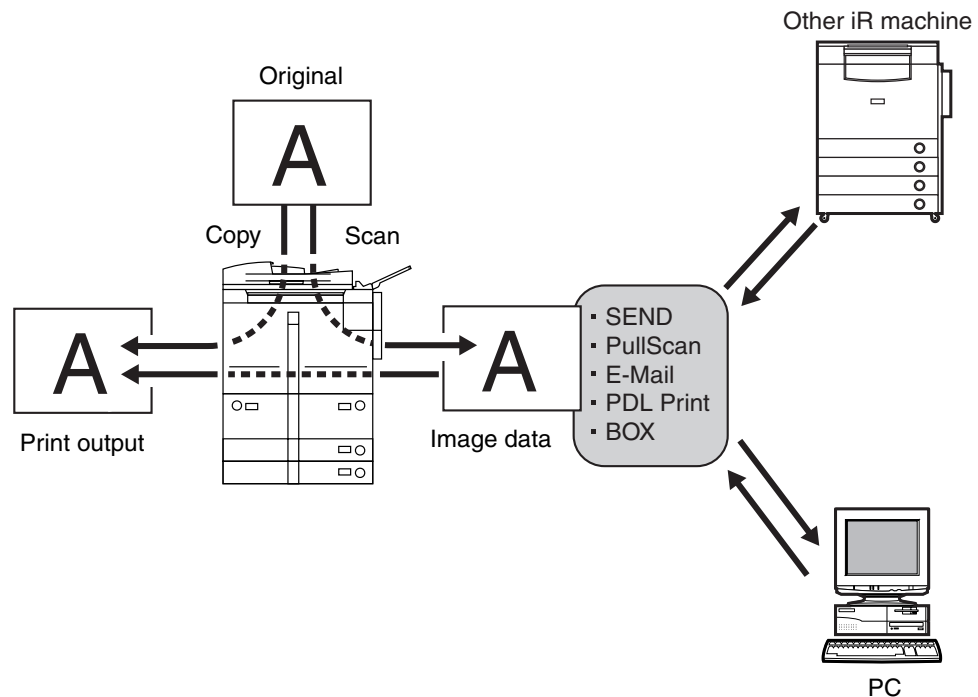 Other iR machine
Original
A
Copy
Scan
A
Print output
A
Image data
▪ SEND
▪ PullScan
▪ E-Mail
▪ PDL Print
▪ BOX
PC